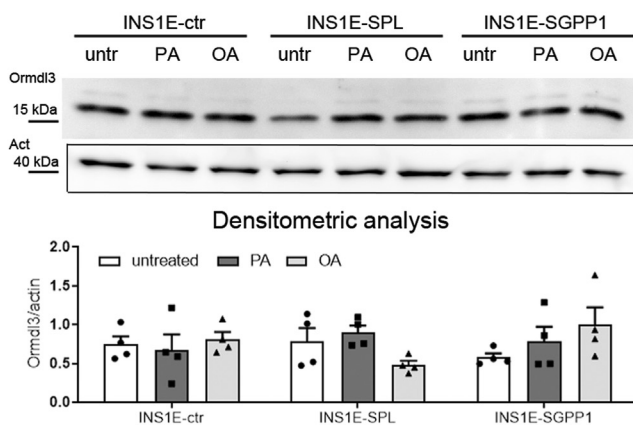 INS1E-ctr INS1E-SPL INS1E-SGPP1
untr PA OA untr PA OA untr PA OA
Ormdl3
15 kDa
Act
40 kDa
Densitometric analysis
2.0
untreated PA OA
1.5
1.0
0.5
0.0
Ormdl3/actin
INS1E-ctr INS1E-SPL INS1E-SGPP1